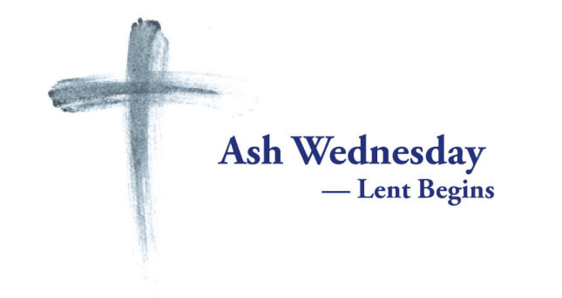 Ash Wednesday
— Lent Begins